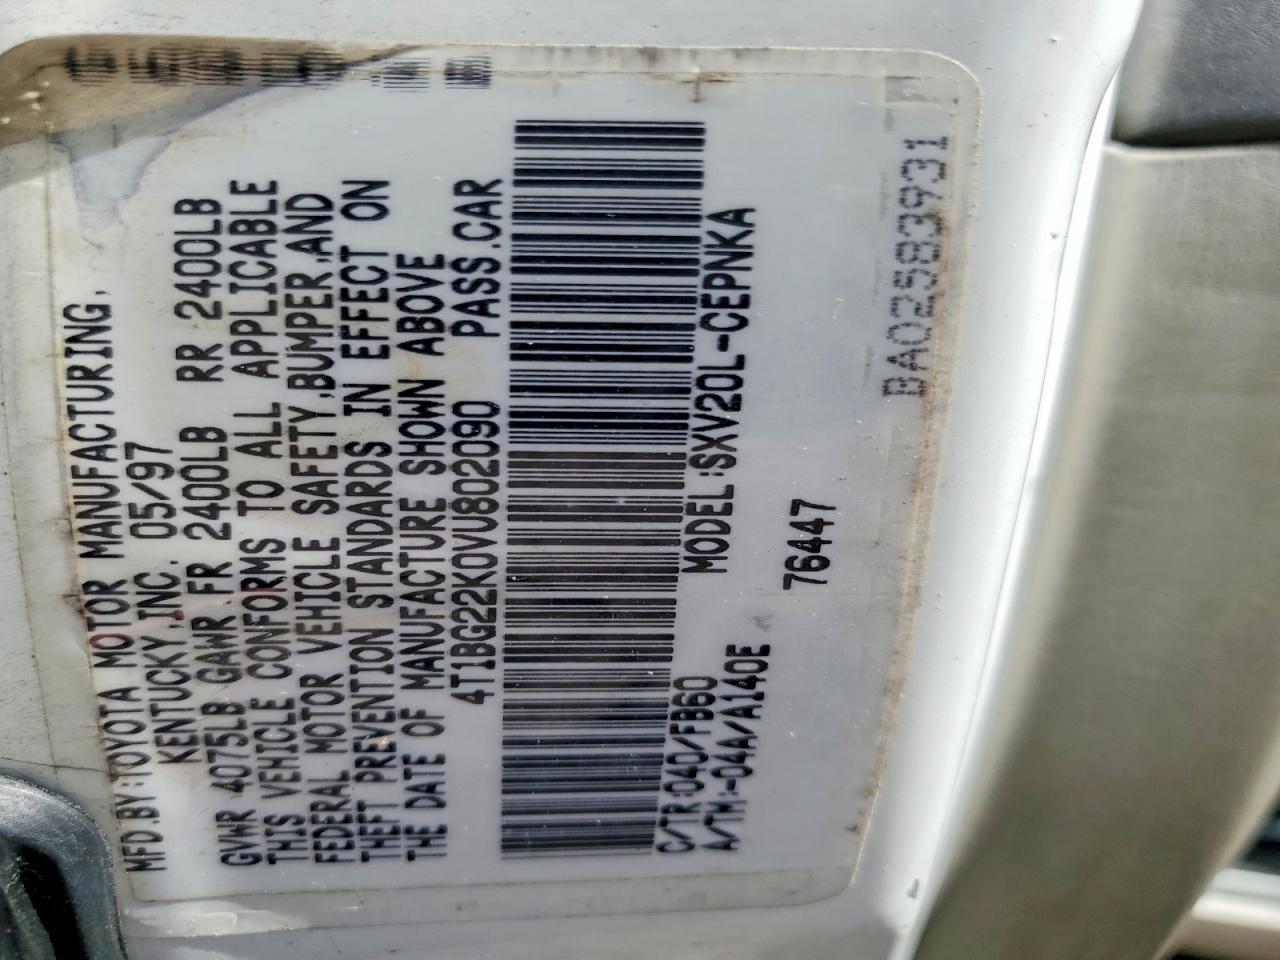 MFD.BY:TOYOTA MOTOR MANUFACTURING,
KENTUCKY,INC. 05/97
GVWR 4075LB GAWR FR 2400LB RR 2400LB
THIS VEHICLE CONFORMS TO ALL APPLICABLE
FEDERAL MOTOR VEHICLE SAFETY,BUMPER,AND
THEFT PREVENTION STANDARDS IN EFFECT ON
THE DATE OF MANUFACTURE SHOWN ABOVE
4T1BG22K0VU802090 PASS.CAR
C/TR:040/FB60 MODEL:SXV20L-CEPNKA
A/TM:-04A/A140E
76447
BA02583931